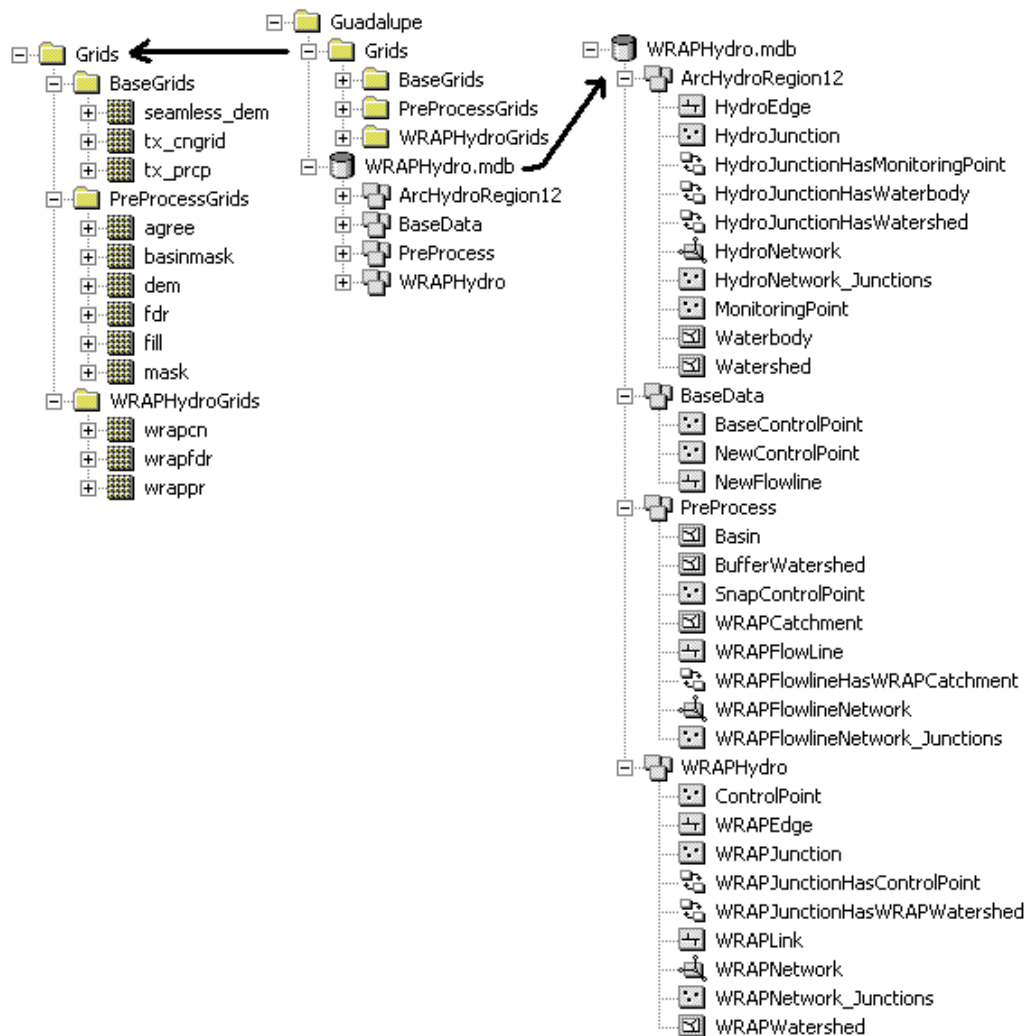 Guadalupe
Grids
BaseGrids
PreProcessGrids
WRAPHydroGrids
WRAPHydro.mdb
ArcHydroRegion12
BaseData
PreProcess
WRAPHydro
Grids
BaseGrids
seamless_dem
tx_cngrid
tx_prcp
PreProcessGrids
agree
basinmask
dem
fdr
fill
mask
WRAPHydroGrids
wrapcn
wrapfdr
wrappr
WRAPHydro.mdb
ArcHydroRegion12
HydroEdge
HydroJunction
HydroJunctionHasMonitoringPoint
HydroJunctionHasWaterbody
HydroJunctionHasWatershed
HydroNetwork
HydroNetwork_Junctions
MonitoringPoint
Waterbody
Watershed
BaseData
BaseControlPoint
NewControlPoint
NewFlowline
PreProcess
Basin
BufferWatershed
SnapControlPoint
WRAPCatchment
WRAPFlowLine
WRAPFlowlineHasWRAPCatchment
WRAPFlowlineNetwork
WRAPFlowlineNetwork_Junctions
WRAPHydro
ControlPoint
WRAPEdge
WRAPJunction
WRAPJunctionHasControlPoint
WRAPJunctionHasWRAPWatershed
WRAPLink
WRAPNetwork
WRAPNetwork_Junctions
WRAPWatershed